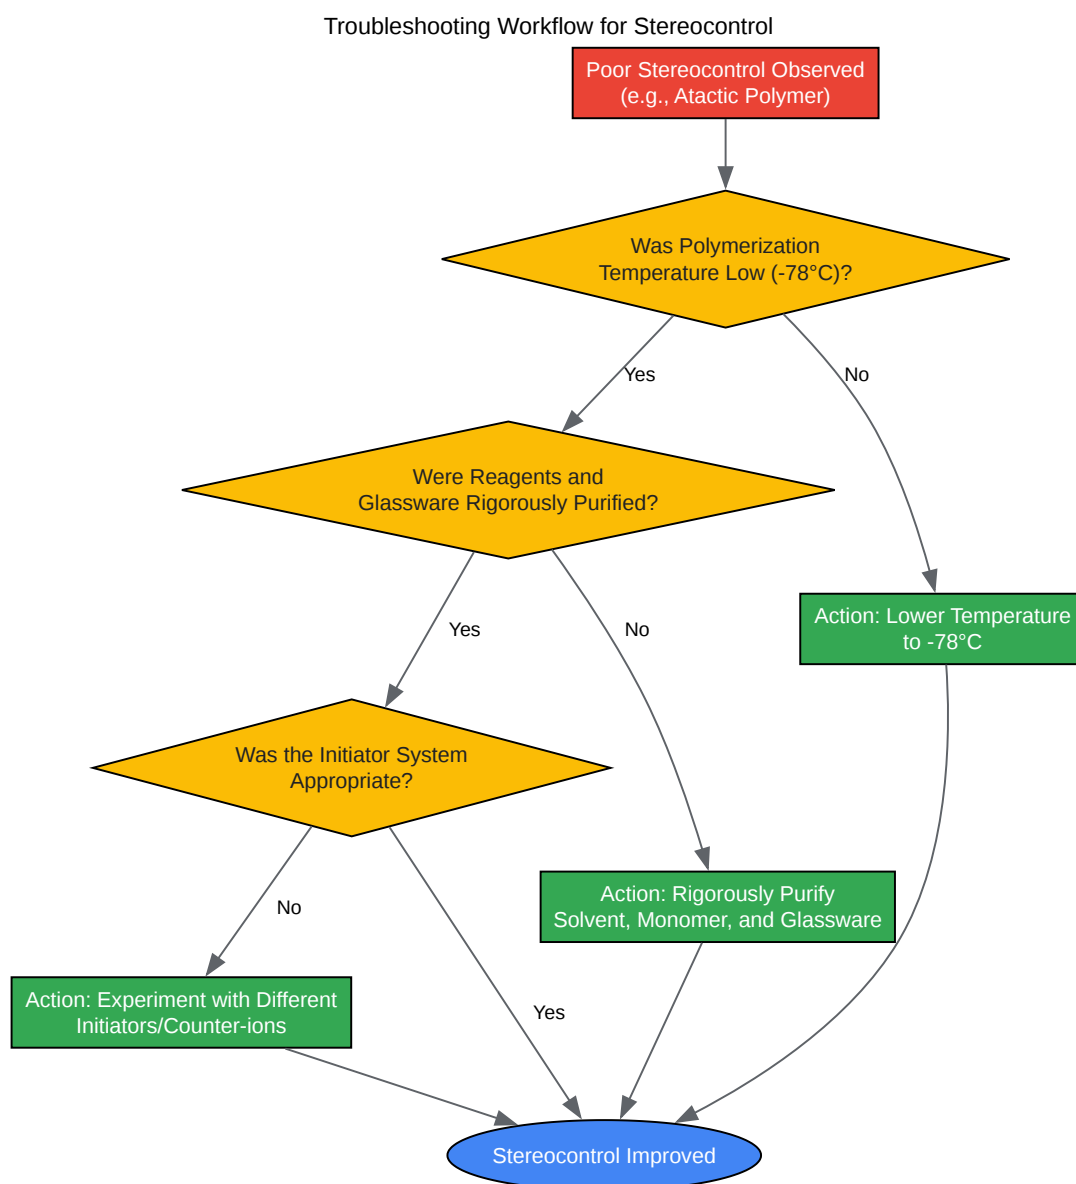 Troubleshooting Workflow for Stereocontrol
Poor Stereocontrol Observed
(e.g., Atactic Polymer)
Was Polymerization
Temperature Low (-78°C)?
Yes
No
Were Reagents and
Glassware Rigorously Purified?
Action: Lower Temperature
to -78°C
Yes
No
Was the Initiator System
Appropriate?
Action: Rigorously Purify
Solvent, Monomer, and Glassware
No
Yes
Action: Experiment with Different
Initiators/Counter-ions
Stereocontrol Improved